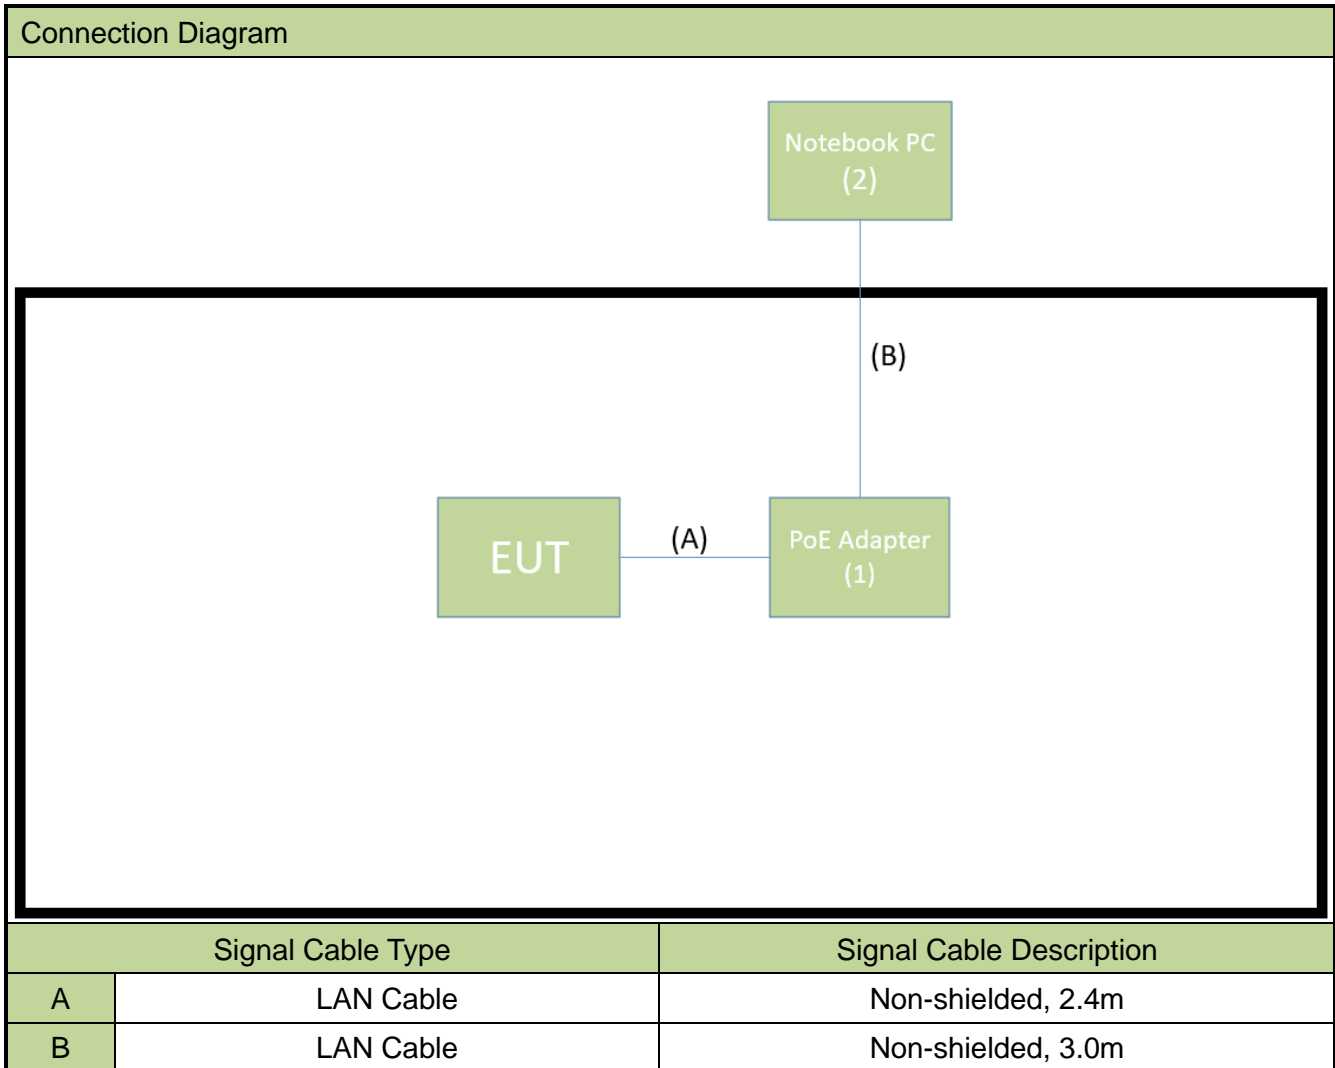 Connection Diagram
Notebook PC
(2)
(B)
(A)
EUT
PoE Adapter
(1)
Signal Cable Type Signal Cable Description
A LAN Cable Non-shielded, 2.4m
B LAN Cable Non-shielded, 3.0m